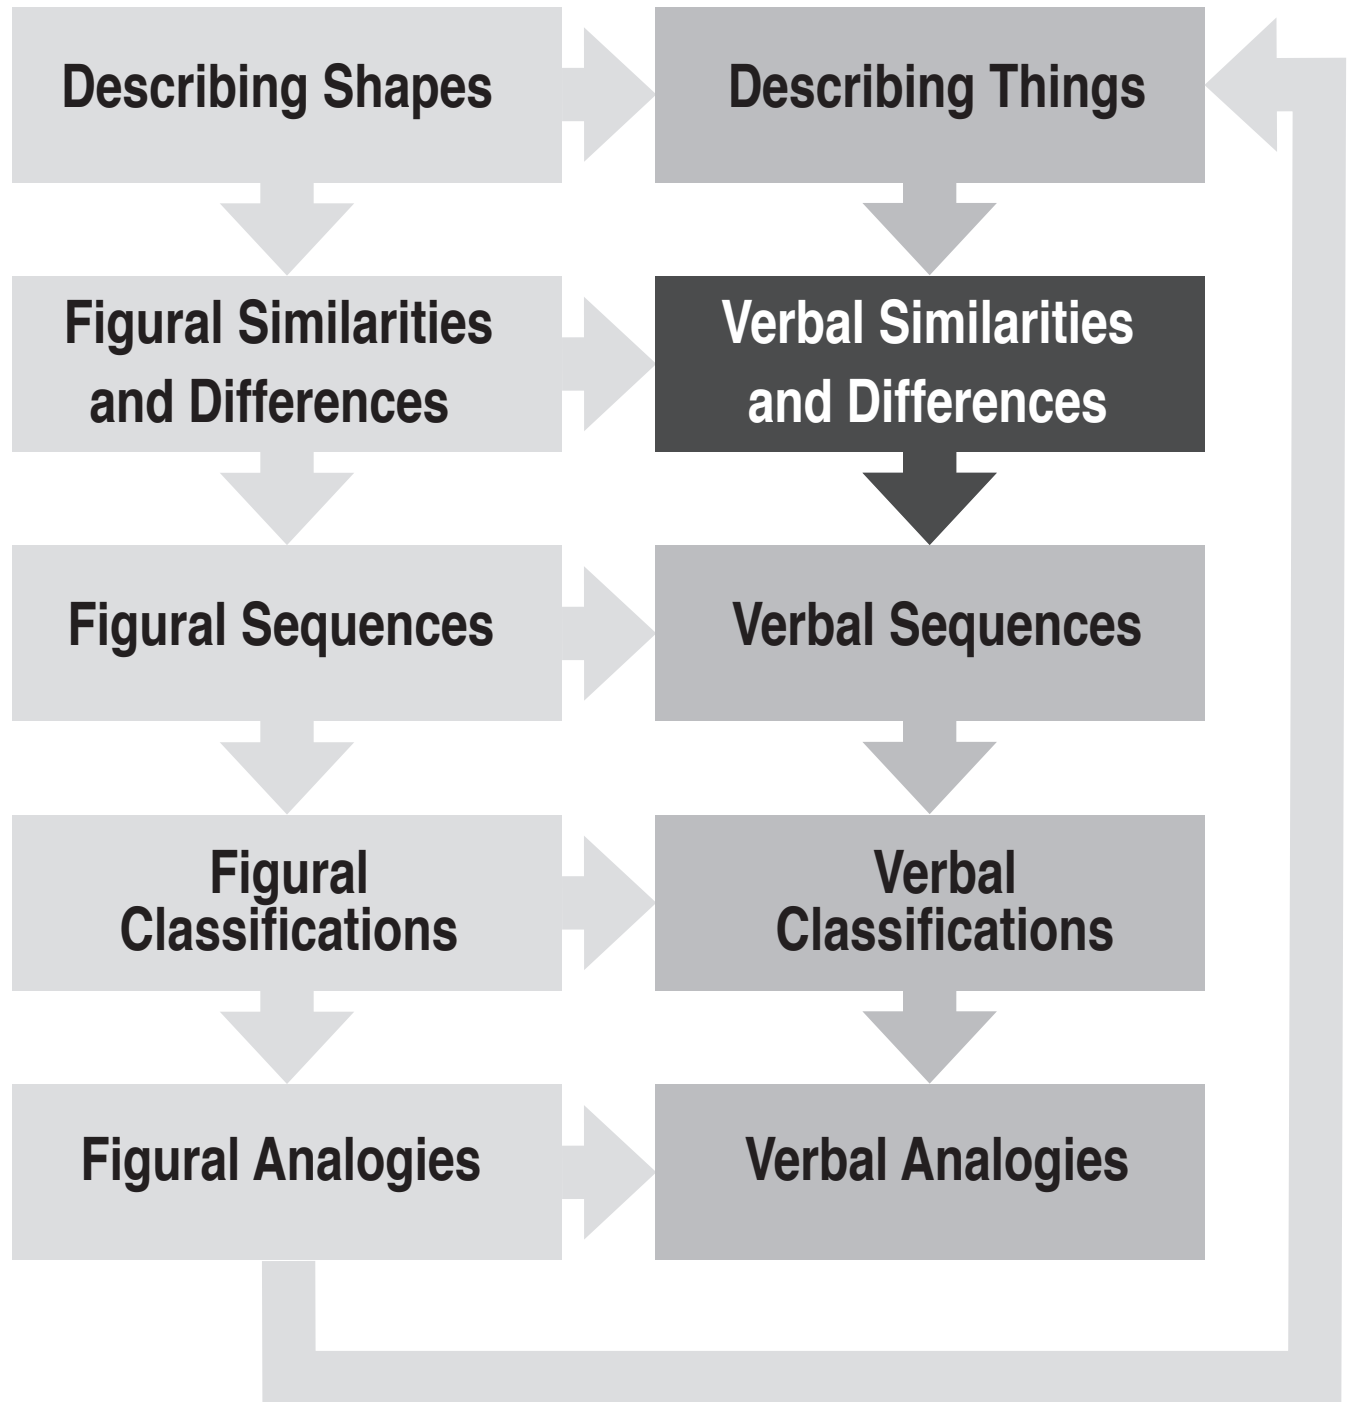 Describing Shapes
Describing Things
Figural Similarities
and Differences
Verbal Similarities
and Differences
Figural Sequences
Verbal Sequences
Figural
Classifications
Verbal
Classifications
Figural Analogies
Verbal Analogies